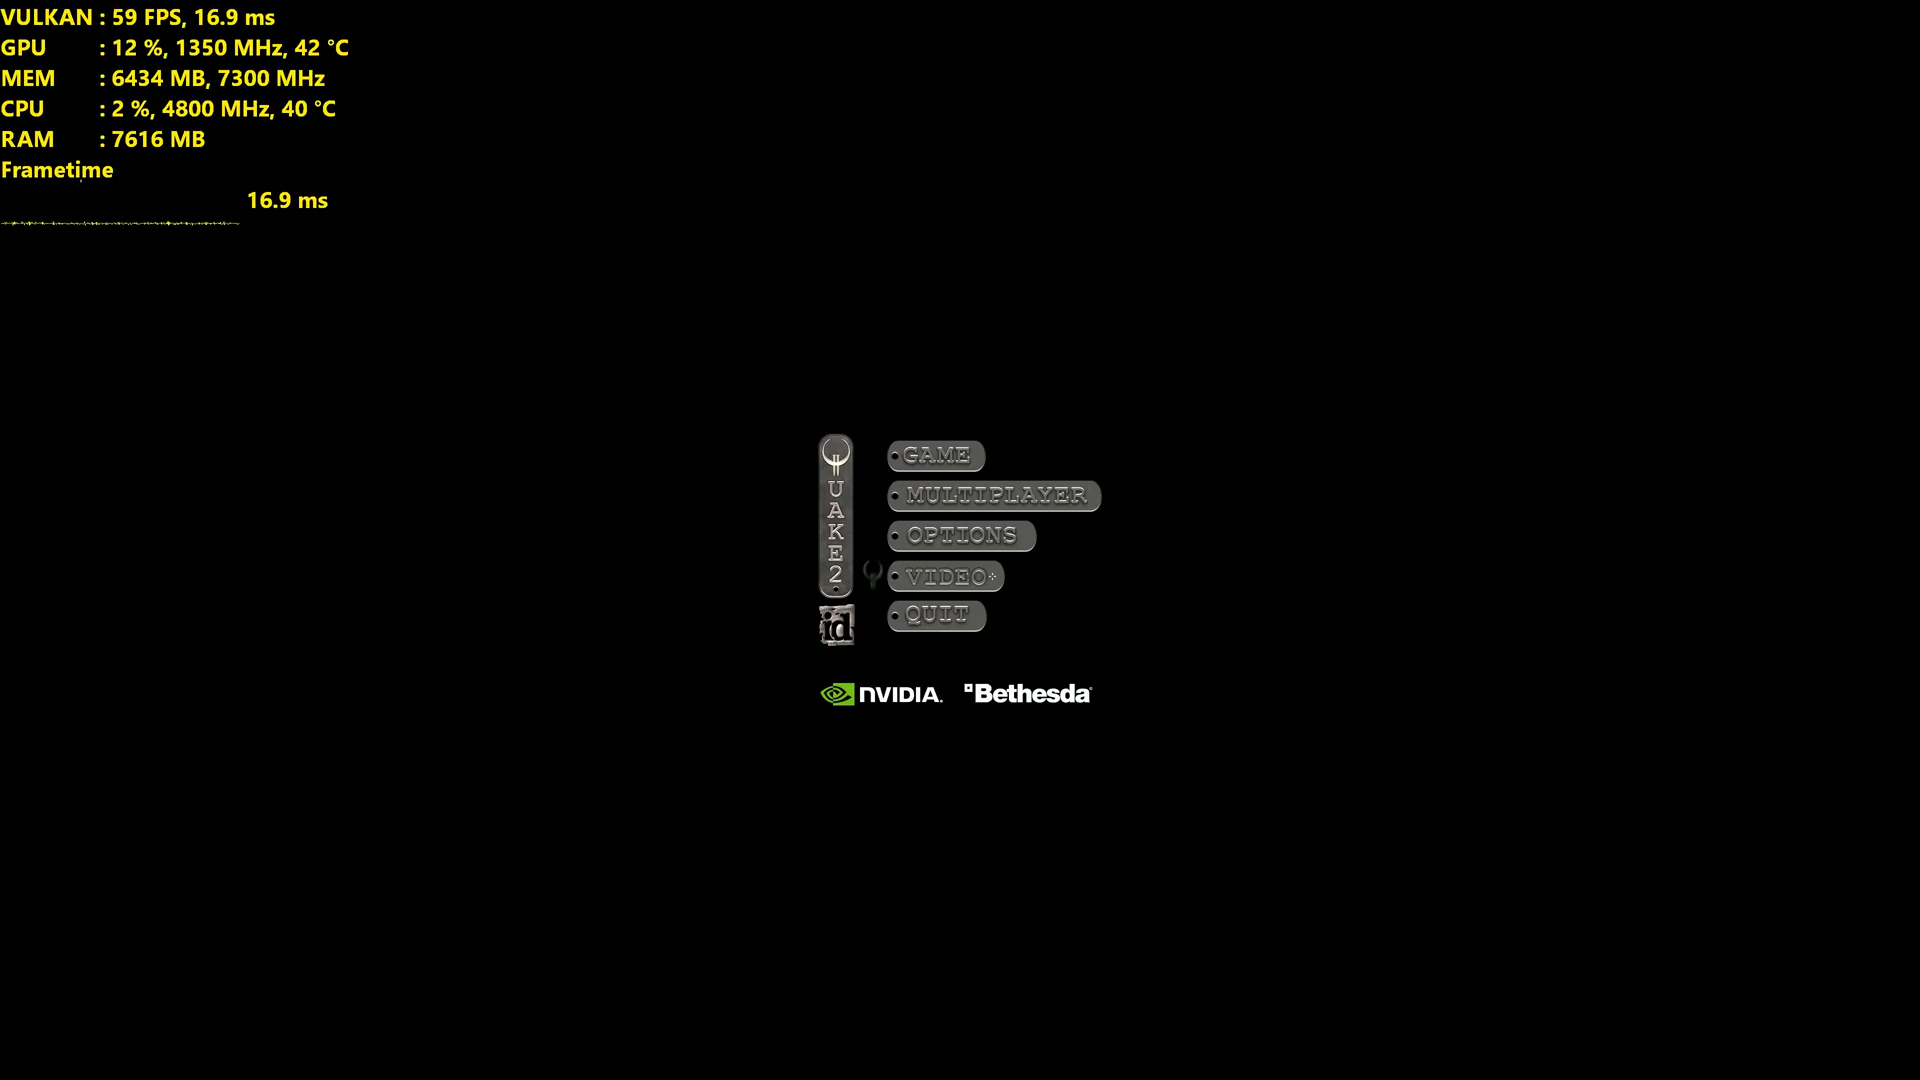 VULKAN : 59 FPS, 16.9 ms
GPU : 12 %, 1350 MHz, 42 °C
MEM : 6434 MB, 7300 MHz
CPU : 2 %, 4800 MHz, 40 °C
RAM : 7616 MB
Frametime
16.9 ms
QUAKE2
id
GAME
MULTIPLAYER
OPTIONS
VIDEO
QUIT
NVIDIA.
Bethesda